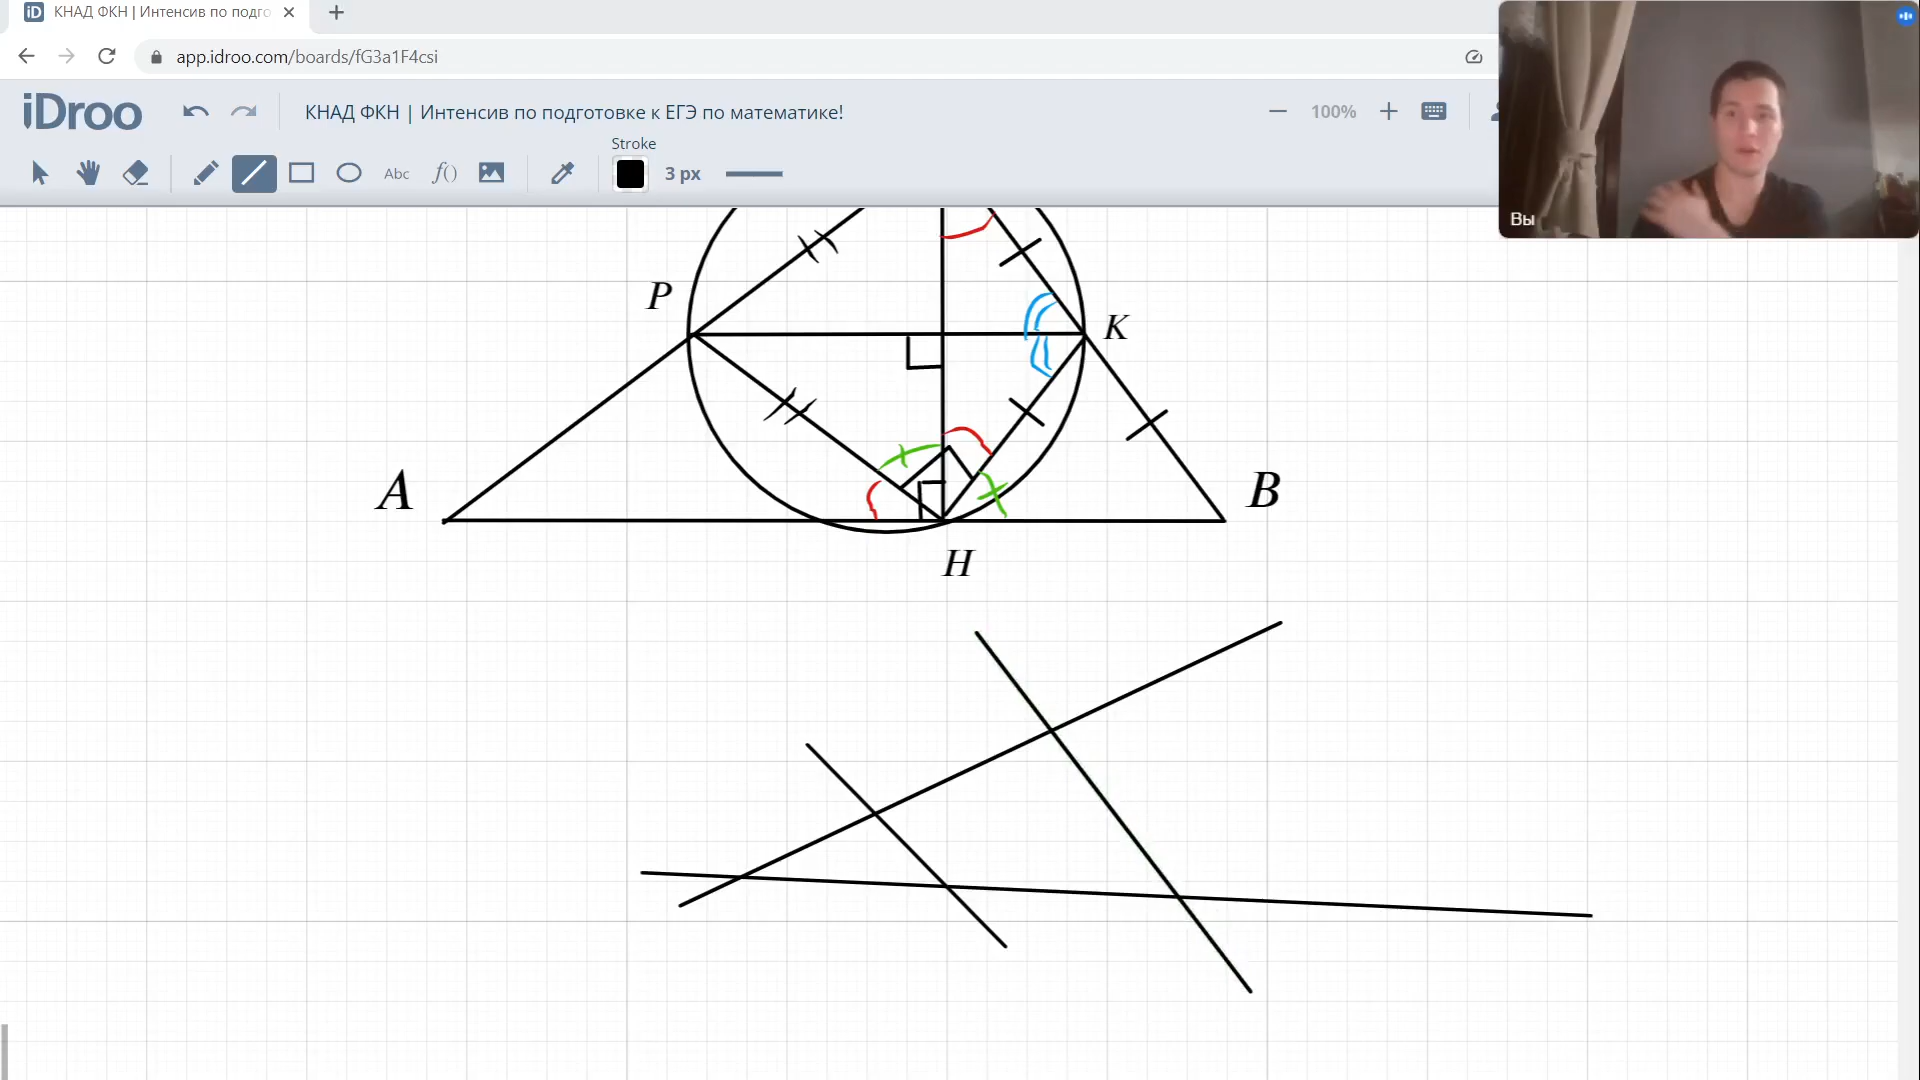 iD КНАД ФКН | Интенсив по подго
app.idroo.com/boards/fG3a1F4csi
iDroo
КНАД ФКН | Интенсив по подготовке к ЕГЭ по математике!
100%
Stroke
Abc
f()
3 px
Вы
P
K
A
B
H